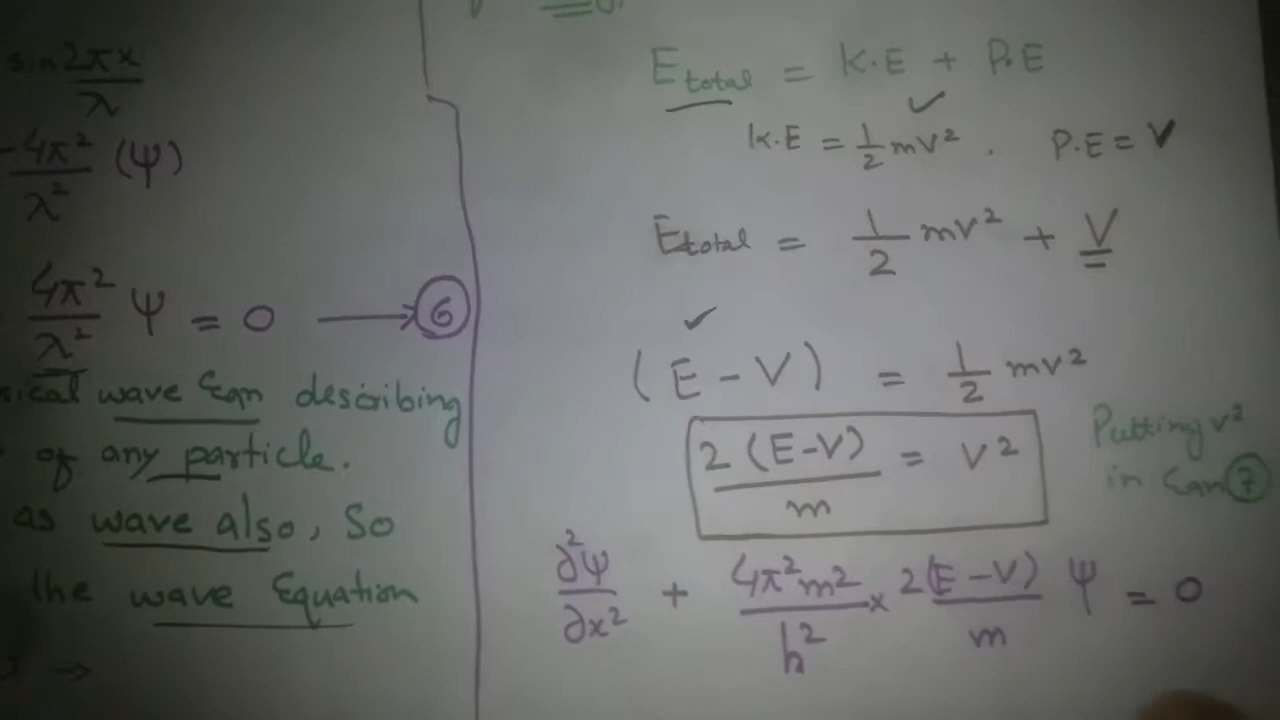 sin 2πx/λ
-4π²/λ² (Ψ)
4π²/λ² Ψ = 0 → ⑥
wave Eqn describing
of any particle.
as wave also, So
the wave Equation
→
E total = K.E + P.E
✓
K.E = 1/2 mv² . P.E = V
Etotal = 1/2 mv² + V
✓
(E - V) = 1/2 mv²
2 (E-V)/m = v²
Putting v²
in Eqn ⑦
∂²Ψ/∂x² + 4π²m²/h² × 2(E-V)/m Ψ = 0